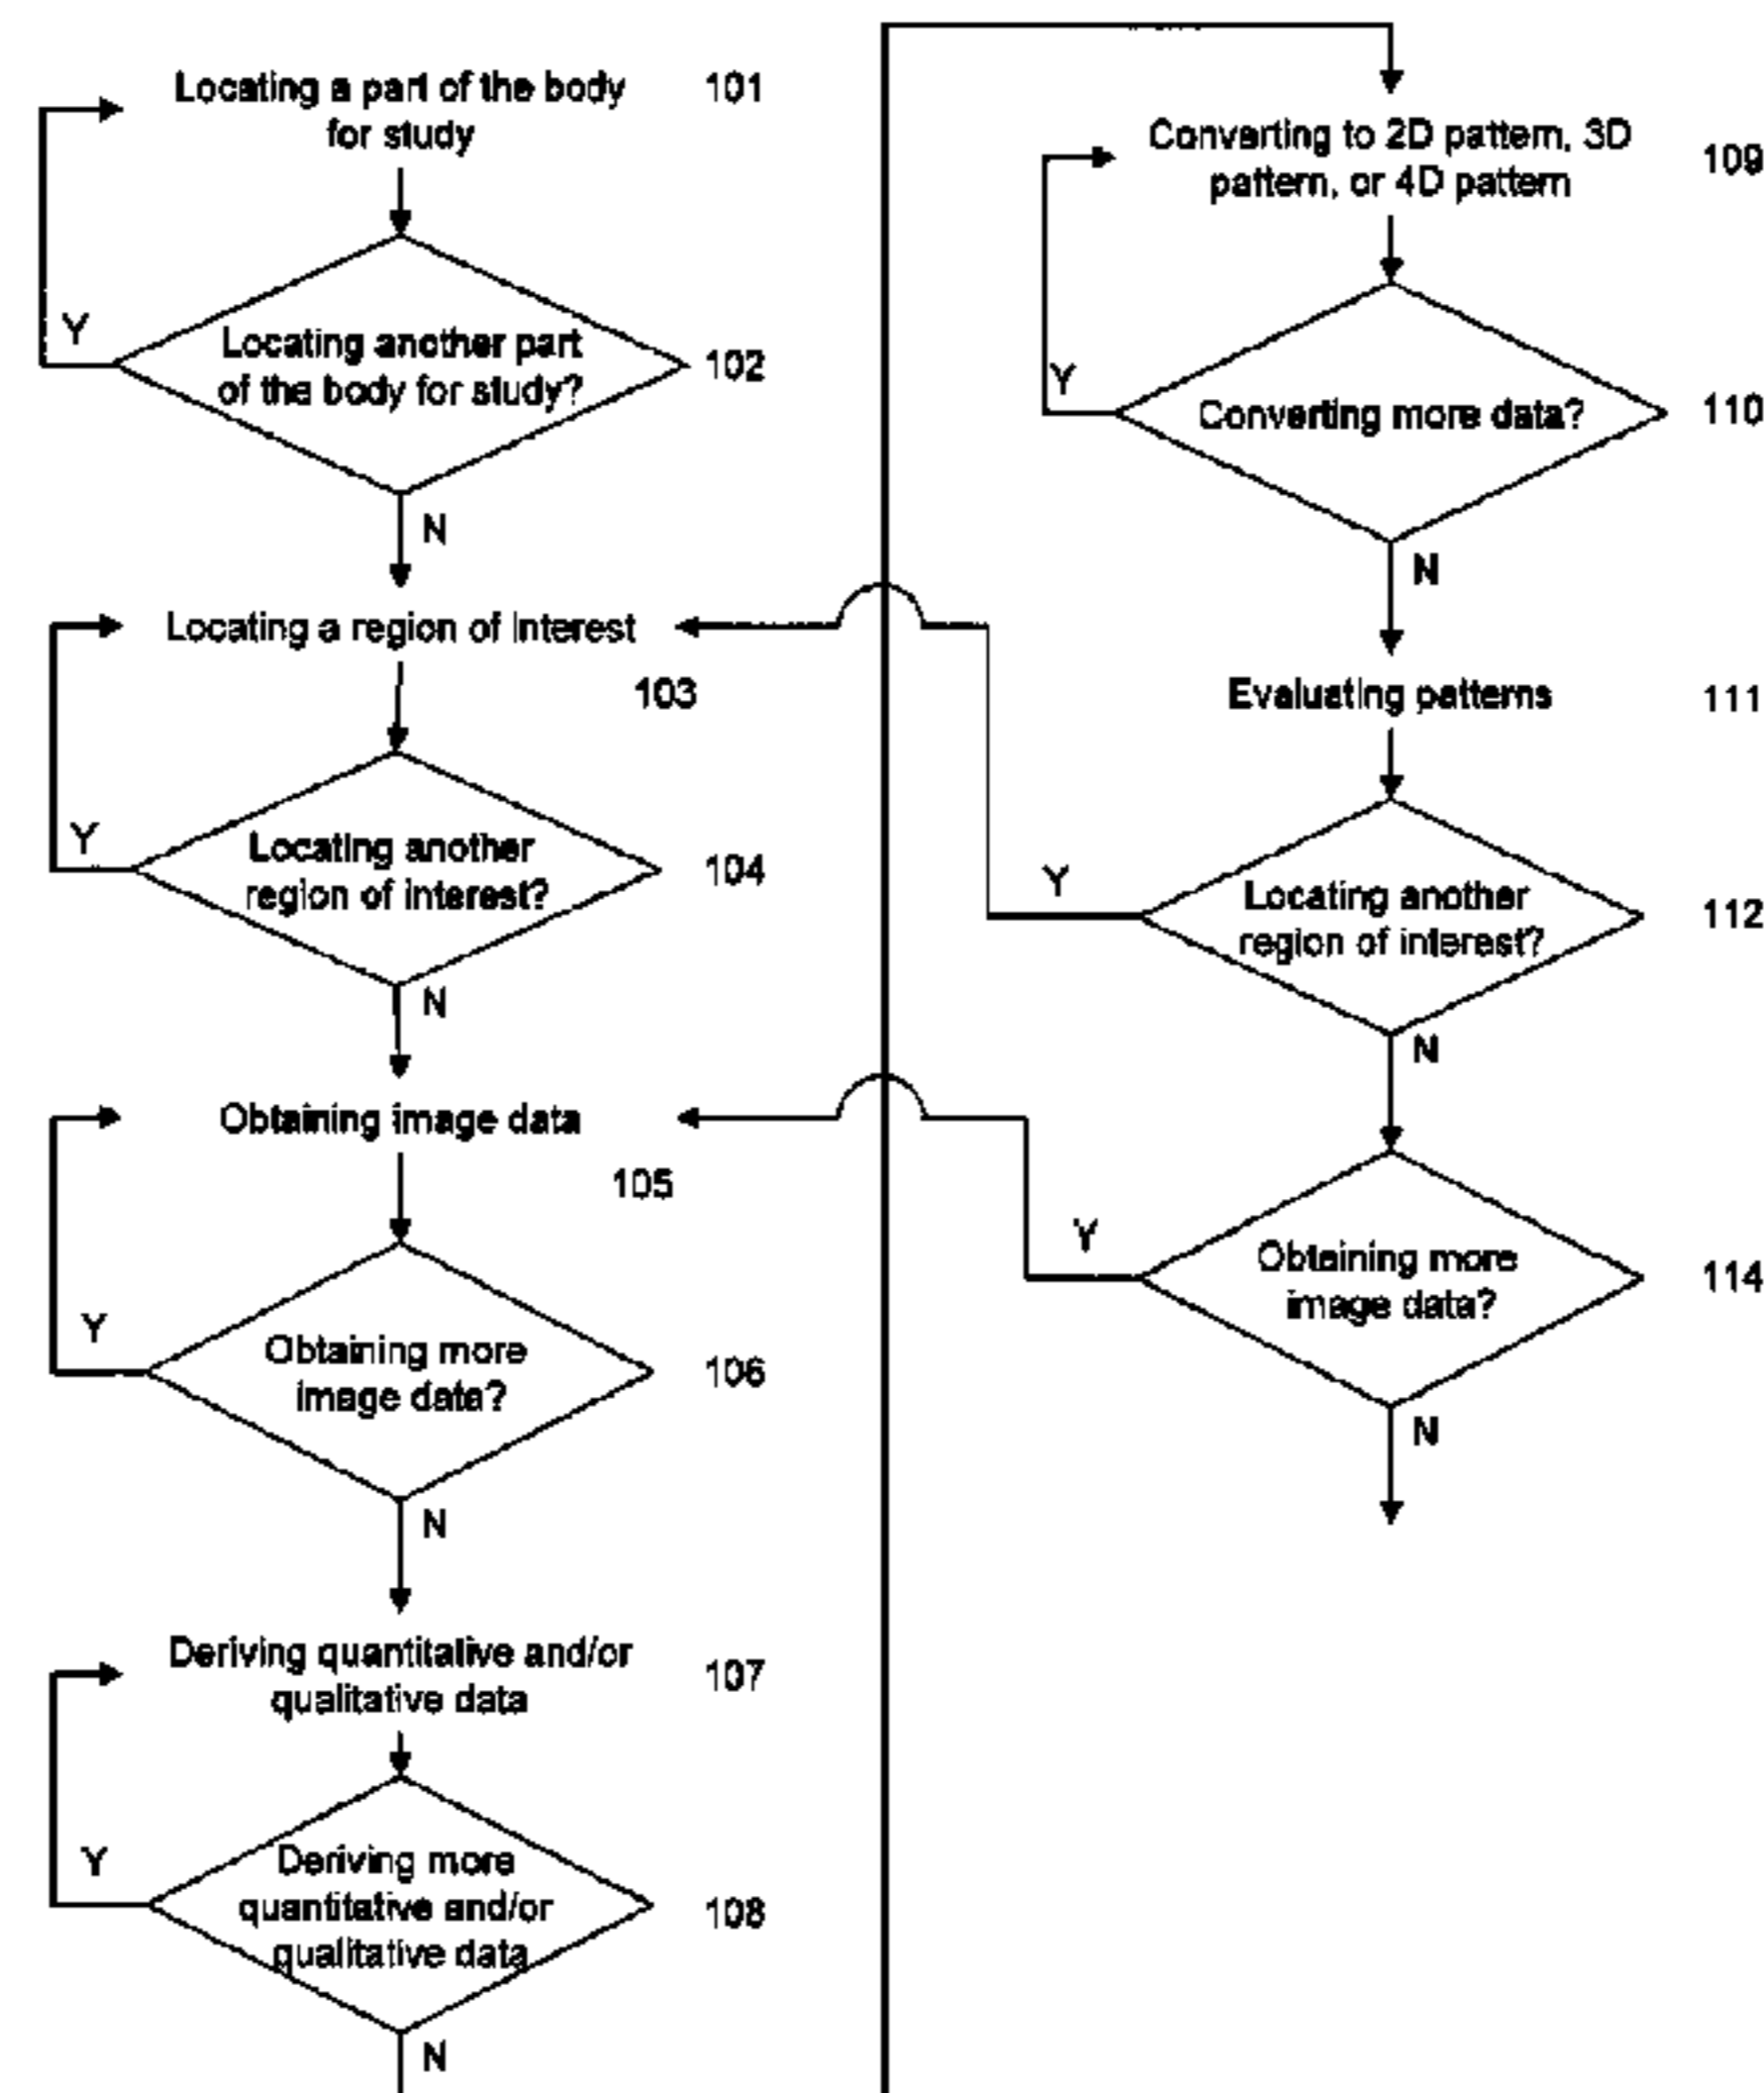 Locating a part of the body
for study
101
Y
Locating another part
of the body for study?
102
N
Locating a region of interest
103
Y
Locating another
region of interest?
104
N
Obtaining image data
105
Y
Obtaining more
image data?
106
N
Deriving quantitative and/or
qualitative data
107
Y
Deriving more
quantitative and/or
qualitative data
108
N
Converting to 2D pattern, 3D
pattern, or 4D pattern
109
Y
Converting more data?
110
N
Evaluating patterns
111
Y
Locating another
region of interest?
112
N
Y
Obtaining more
image data?
114
N